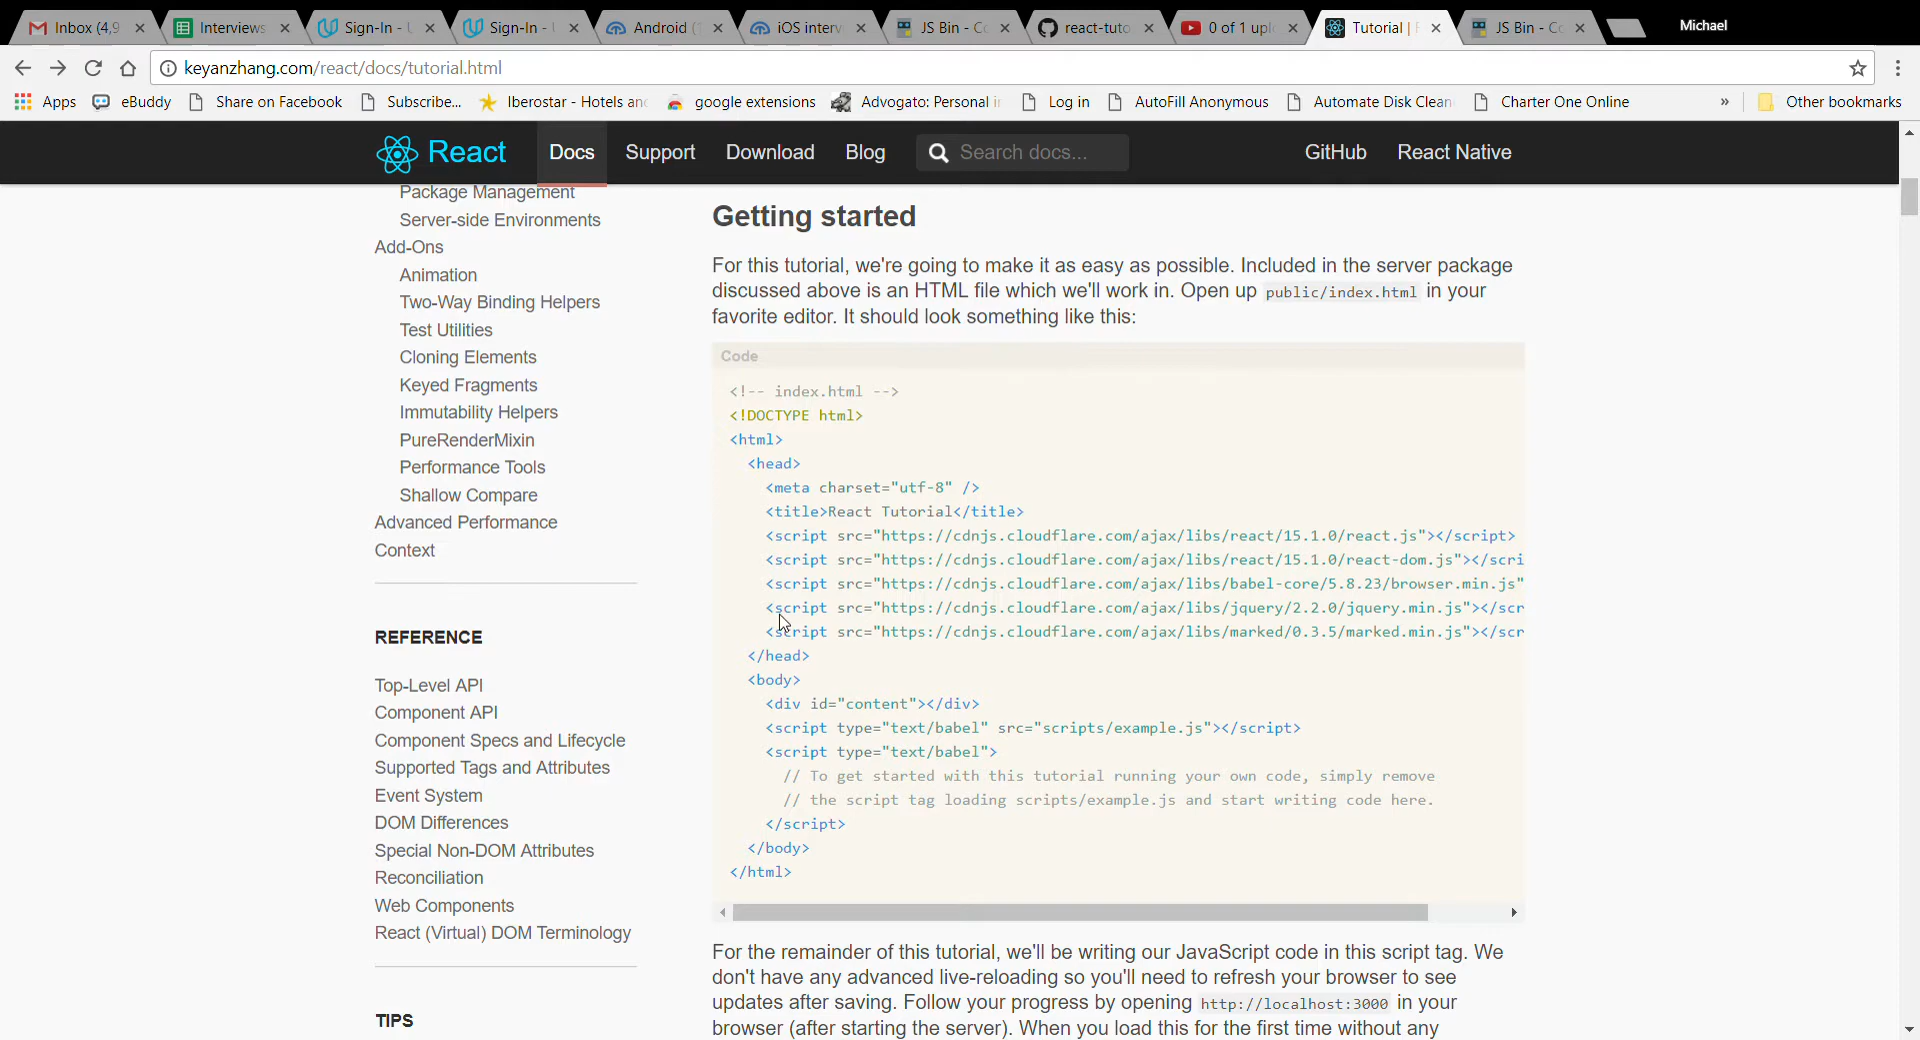 Inbox (4,9
Interviews
Sign-In - U
Sign-In - U
Android (1
iOS interv
JS Bin - Co
react-tuto
0 of 1 uplo
Tutorial | R
JS Bin - Co
Michael
keyanzhang.com/react/docs/tutorial.html
Apps
eBuddy
Share on Facebook
Subscribe...
Iberostar - Hotels and
google extensions
Advogato: Personal i
Log in
AutoFill Anonymous
Automate Disk Clean
Charter One Online
»
Other bookmarks
React
Docs
Support
Download
Blog
Search docs...
GitHub
React Native
Package Management
Server-side Environments
Add-Ons
Animation
Two-Way Binding Helpers
Test Utilities
Cloning Elements
Keyed Fragments
Immutability Helpers
PureRenderMixin
Performance Tools
Shallow Compare
Advanced Performance
Context
REFERENCE
Top-Level API
Component API
Component Specs and Lifecycle
Supported Tags and Attributes
Event System
DOM Differences
Special Non-DOM Attributes
Reconciliation
Web Components
React (Virtual) DOM Terminology
TIPS
Getting started
For this tutorial, we're going to make it as easy as possible. Included in the server package
discussed above is an HTML file which we'll work in. Open up public/index.html in your
favorite editor. It should look something like this:
Code
<!-- index.html -->
<!DOCTYPE html>
<html>
<head>
<meta charset="utf-8" />
<title>React Tutorial</title>
<script src="https://cdnjs.cloudflare.com/ajax/libs/react/15.1.0/react.js"></script>
<script src="https://cdnjs.cloudflare.com/ajax/libs/react/15.1.0/react-dom.js"></scri
<script src="https://cdnjs.cloudflare.com/ajax/libs/babel-core/5.8.23/browser.min.js"
<script src="https://cdnjs.cloudflare.com/ajax/libs/jquery/2.2.0/jquery.min.js"></scr
<script src="https://cdnjs.cloudflare.com/ajax/libs/marked/0.3.5/marked.min.js"></scr
</head>
<body>
<div id="content"></div>
<script type="text/babel" src="scripts/example.js"></script>
<script type="text/babel">
// To get started with this tutorial running your own code, simply remove
// the script tag loading scripts/example.js and start writing code here.
</script>
</body>
</html>
For the remainder of this tutorial, we'll be writing our JavaScript code in this script tag. We
don't have any advanced live-reloading so you'll need to refresh your browser to see
updates after saving. Follow your progress by opening http://localhost:3000 in your
browser (after starting the server). When you load this for the first time without any